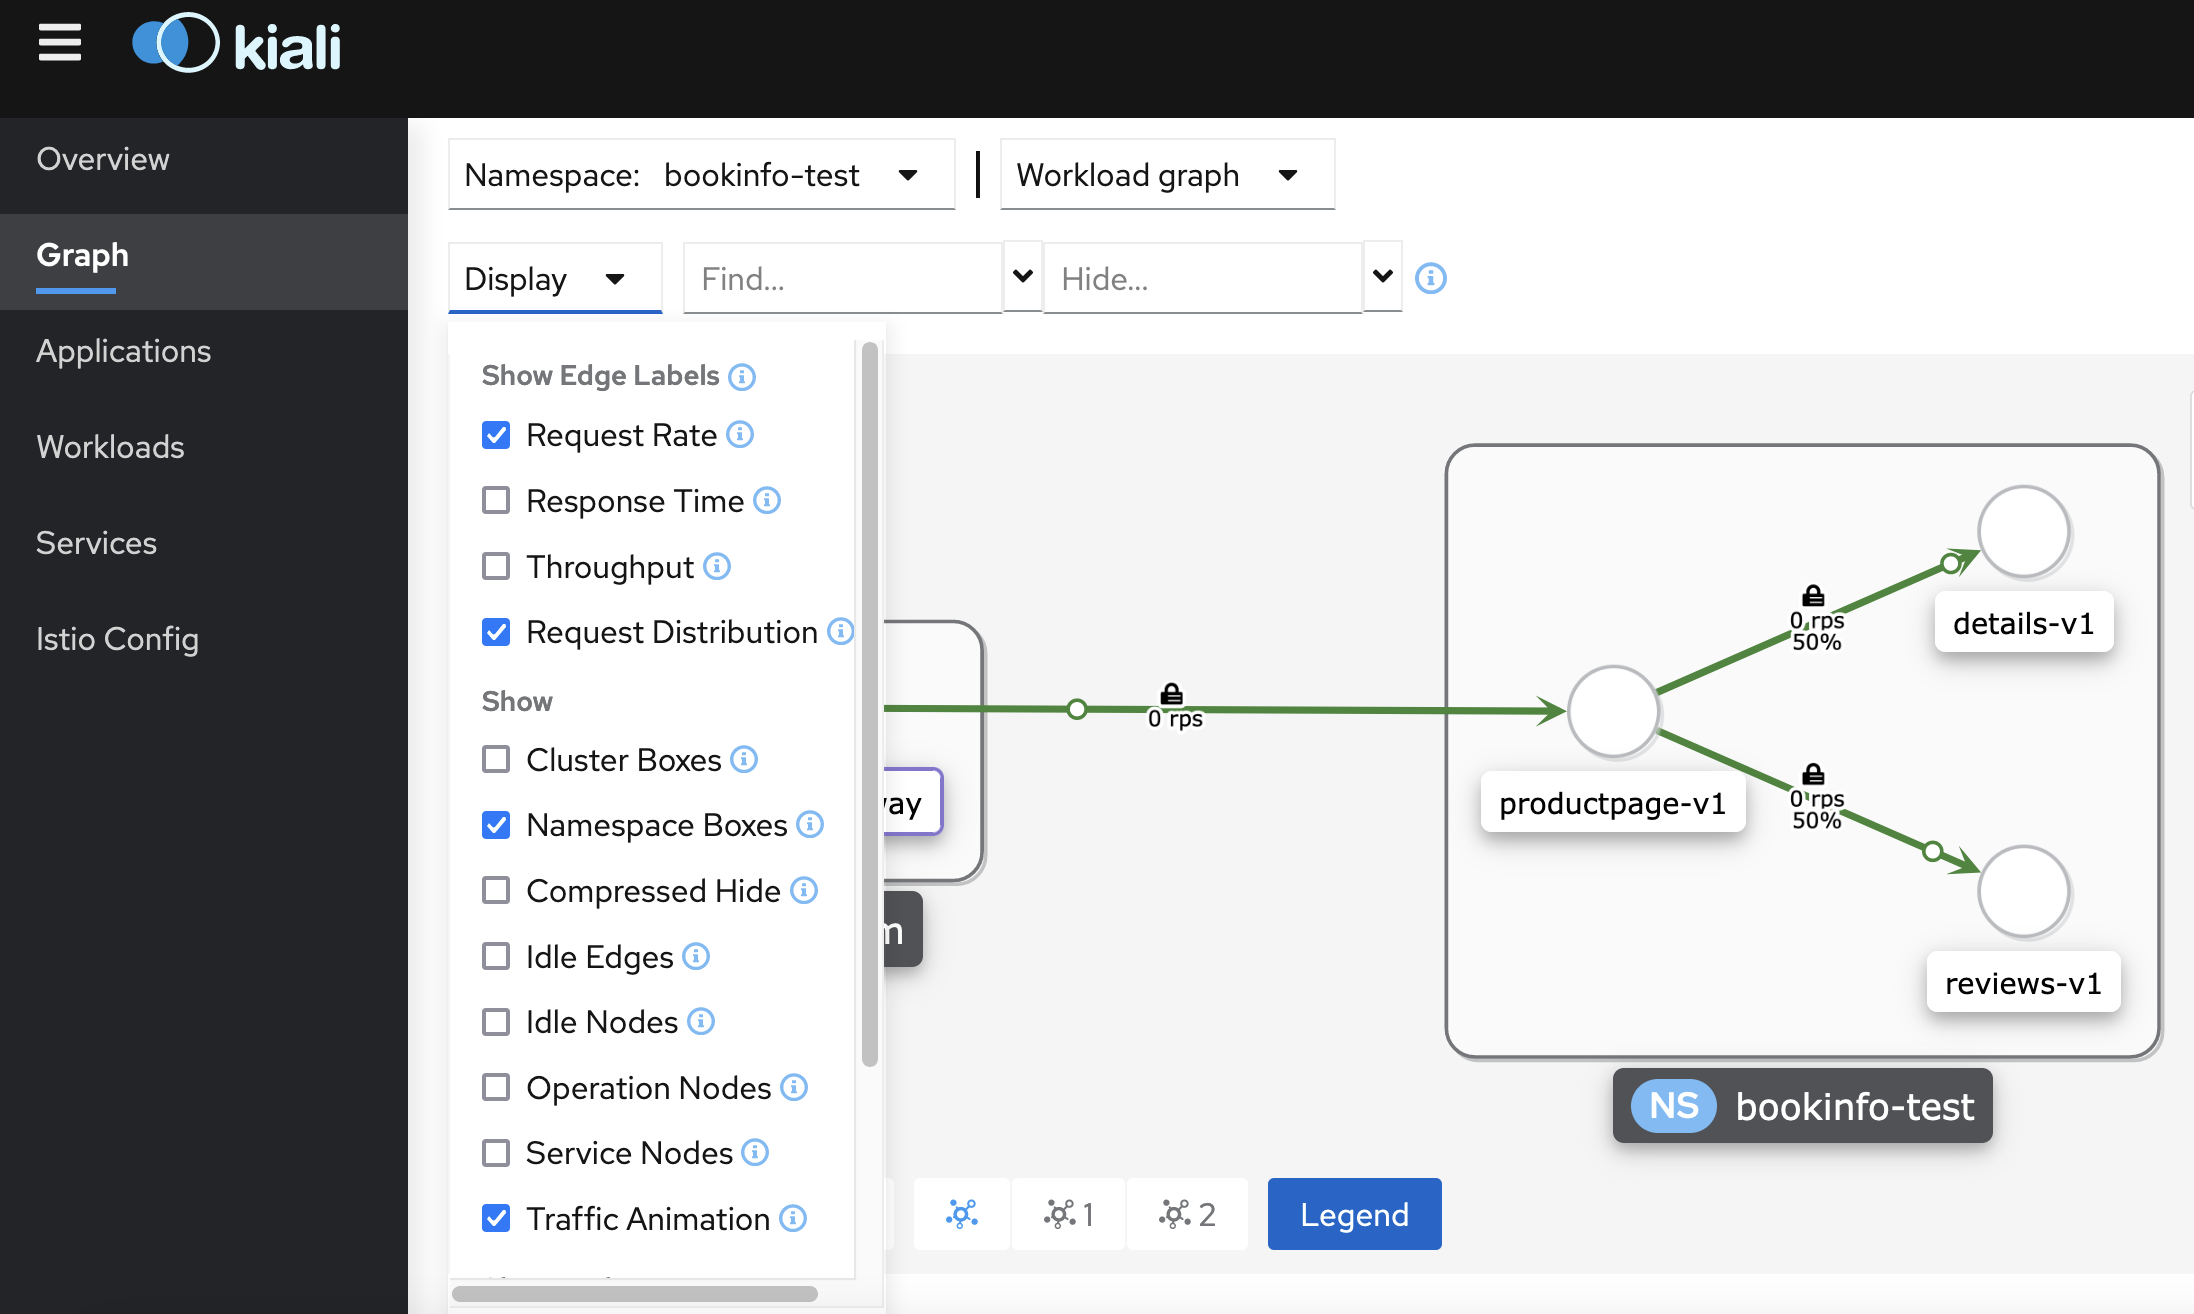 kiali
Overview
Graph
Applications
Workloads
Services
Istio Config
Namespace: bookinfo-test
Workload graph
Display
Find...
Hide...
Show Edge Labels
Request Rate
Response Time
Throughput
Request Distribution
Show
Cluster Boxes
Namespace Boxes
Compressed Hide
Idle Edges
Idle Nodes
Operation Nodes
Service Nodes
Traffic Animation
way
m
0 rps
productpage-v1
0 rps
50%
details-v1
0 rps
50%
reviews-v1
NS bookinfo-test
1
2
Legend